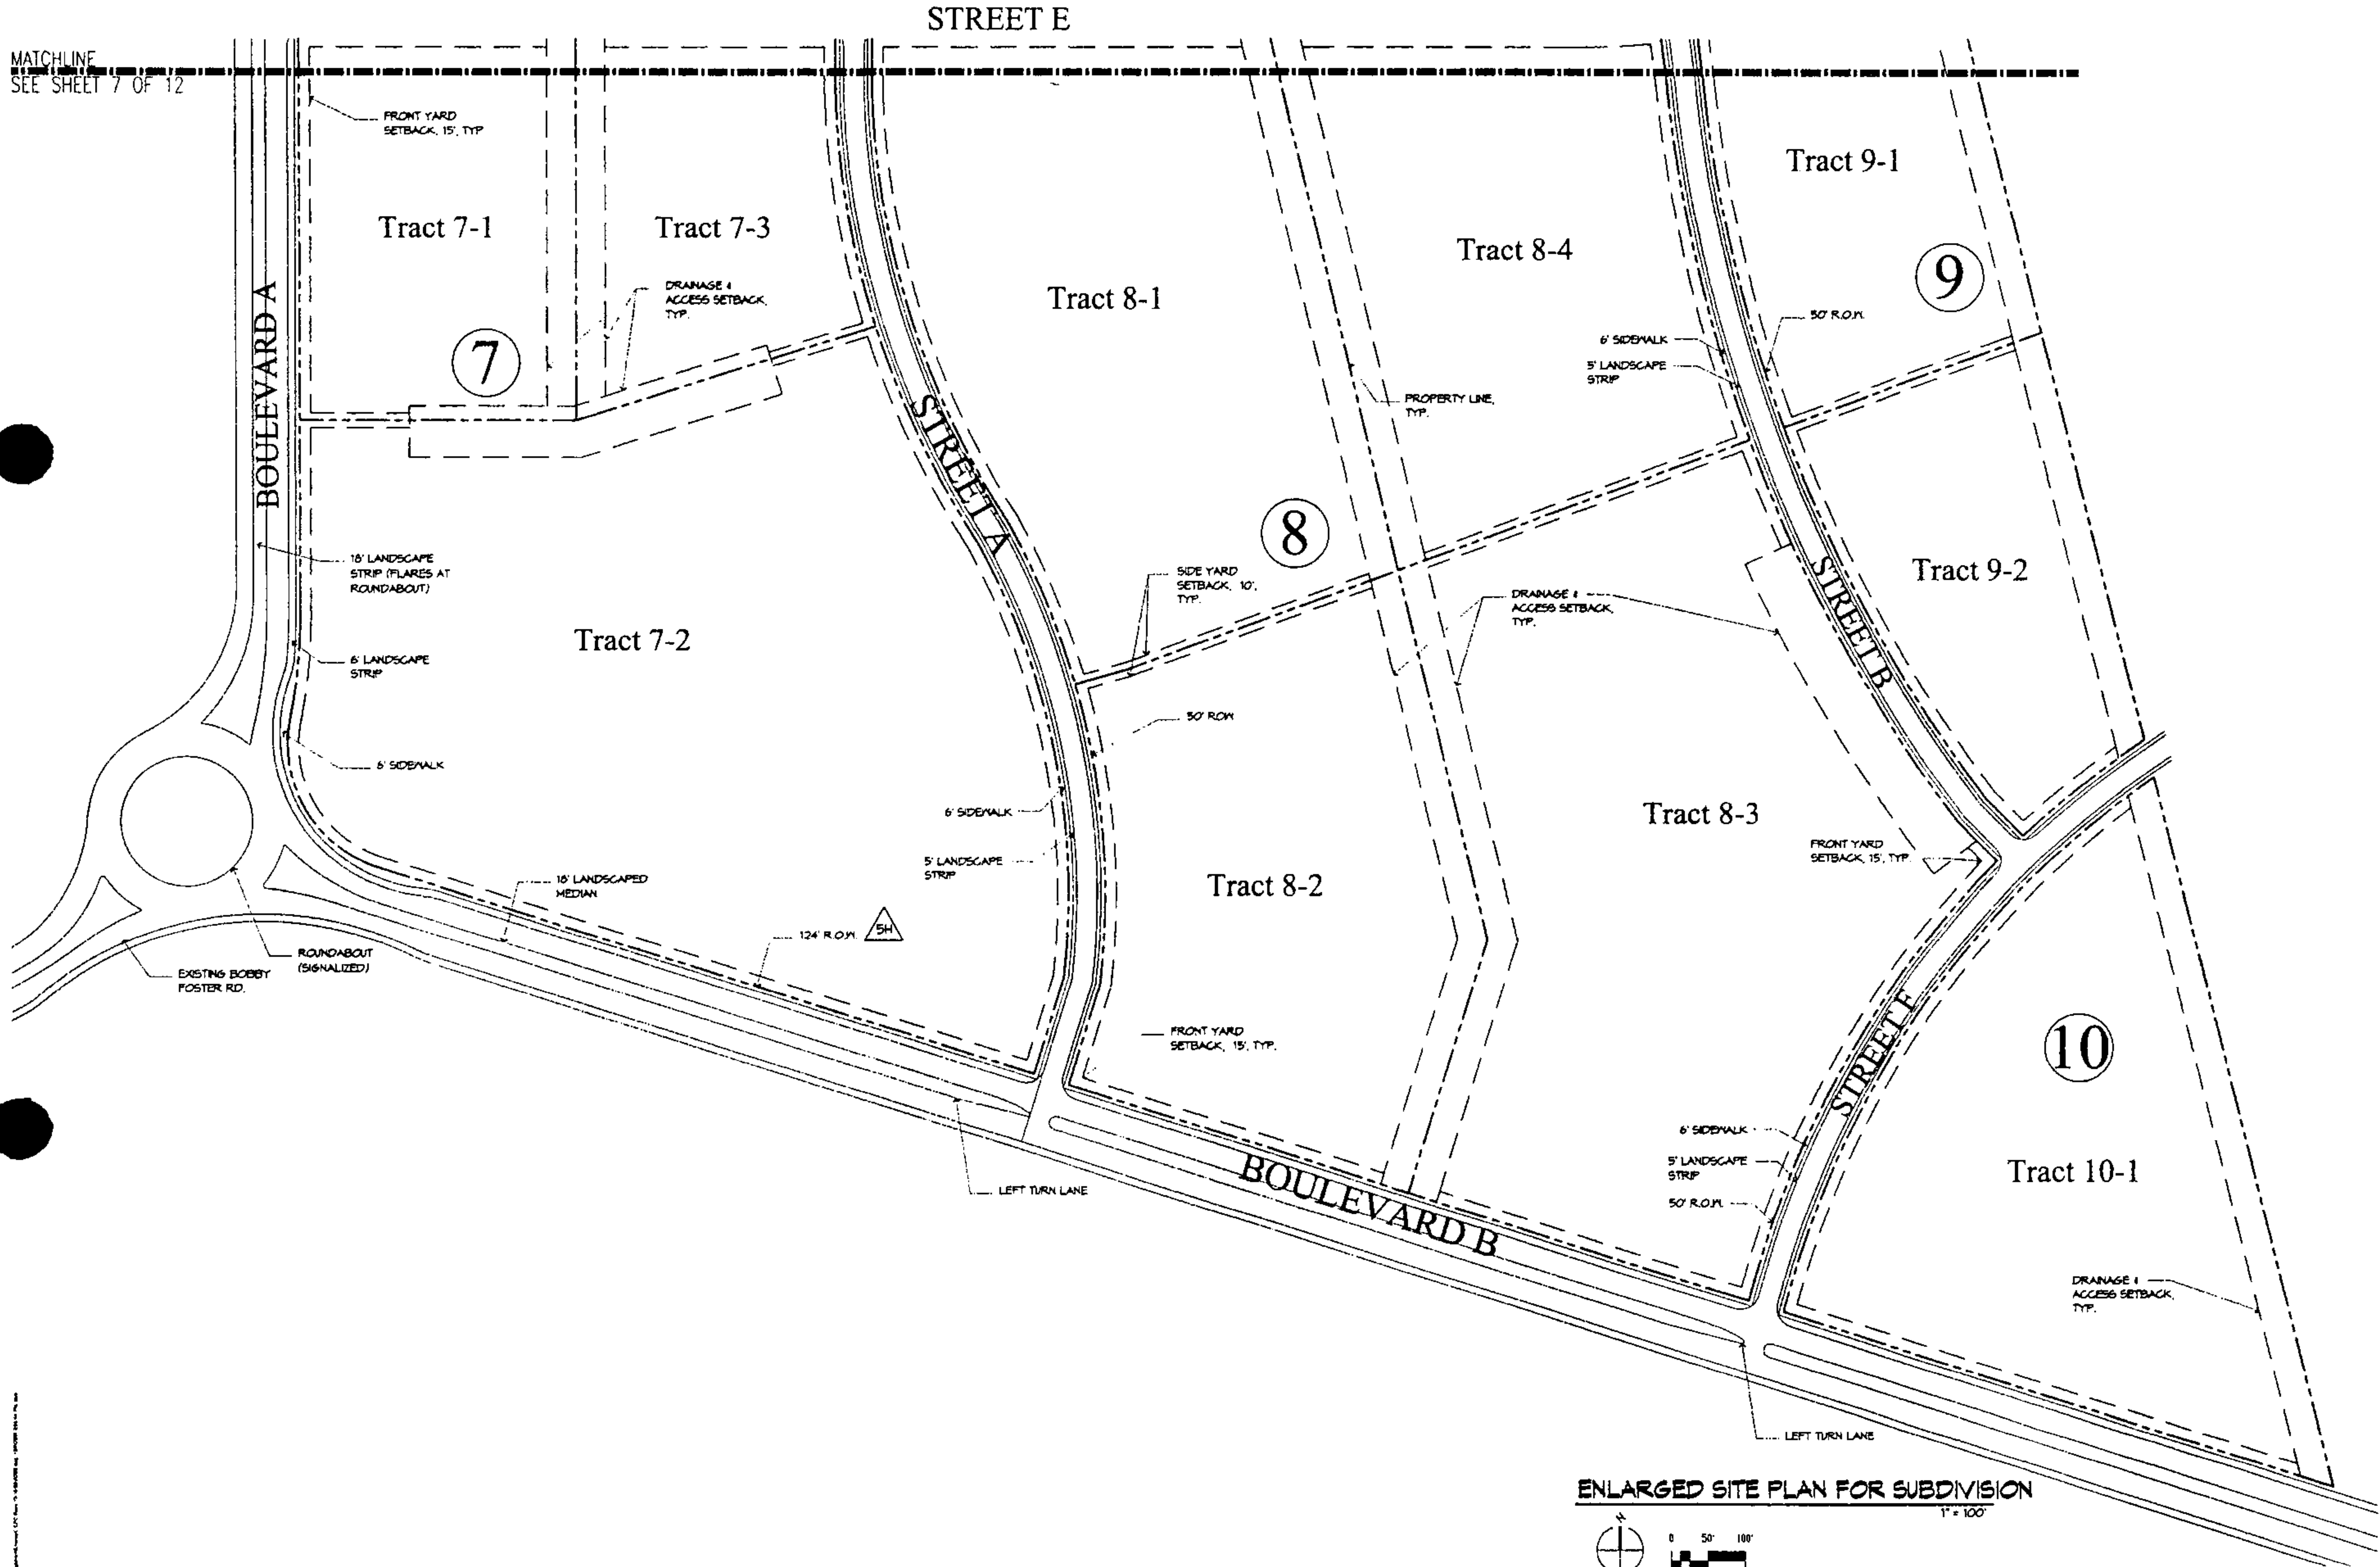 STREET E
MATCHLINE
SEE SHEET 7 OF 12
FRONT YARD
SETBACK, 15', TYP
Tract 7-1
Tract 7-3
Tract 8-1
Tract 8-4
Tract 9-1
9
DRAINAGE &
ACCESS SETBACK,
TYP.
7
BOULEVARD A
STREET A
50' R.O.W.
6' SIDEWALK
5' LANDSCAPE
STRIP
PROPERTY LINE,
TYP.
8
18' LANDSCAPE
STRIP (FLARES AT
ROUNDABOUT)
SIDE YARD
SETBACK, 10',
TYP.
DRAINAGE &
ACCESS SETBACK,
TYP.
STREET B
Tract 9-2
Tract 7-2
6' LANDSCAPE
STRIP
50' ROW
6' SIDEWALK
6' SIDEWALK
5' LANDSCAPE
STRIP
Tract 8-3
FRONT YARD
SETBACK, 15', TYP.
Tract 8-2
18' LANDSCAPED
MEDIAN
124' R.O.W.
5H
ROUNDABOUT
(SIGNALIZED)
EXISTING BOBBY
FOSTER RD.
FRONT YARD
SETBACK, 15', TYP.
STREET F
10
6' SIDEWALK
5' LANDSCAPE
STRIP
50' R.O.W.
Tract 10-1
LEFT TURN LANE
BOULEVARD B
DRAINAGE &
ACCESS SETBACK,
TYP.
LEFT TURN LANE
ENLARGED SITE PLAN FOR SUBDIVISION
1" = 100'
N
0 50' 100'